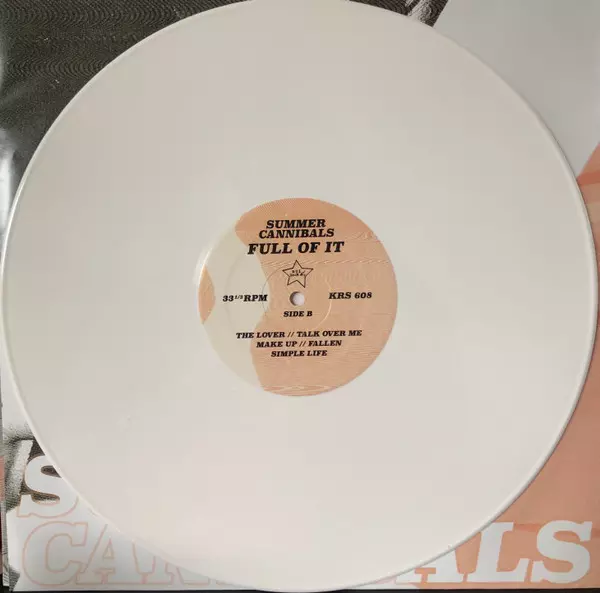 SUMMER
CANNIBALS
FULL OF IT
33 1/3 RPM
KRS 608
SIDE B
THE LOVER // TALK OVER ME
MAKE UP // FALLEN
SIMPLE LIFE